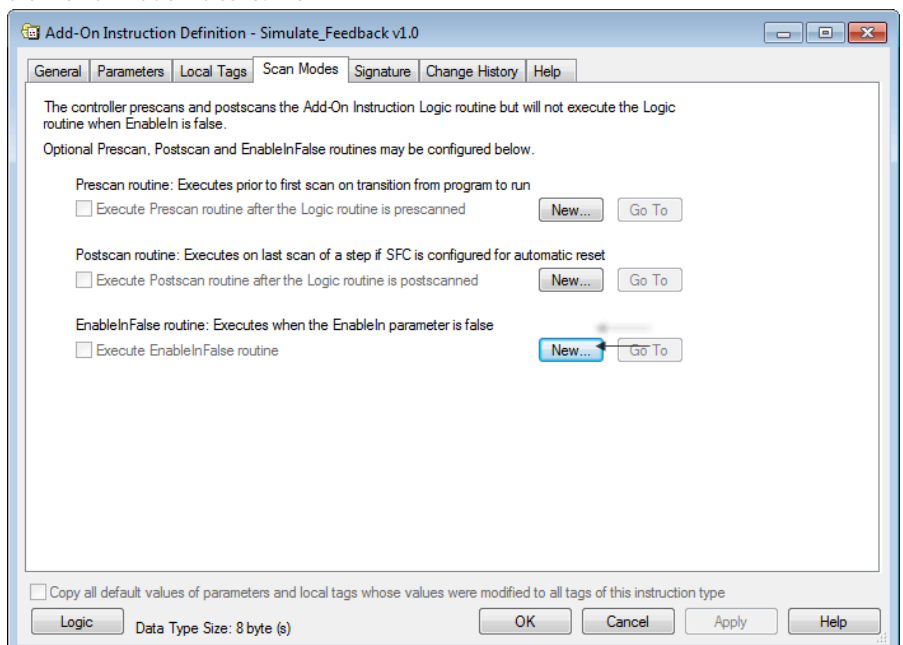 Add-On Instruction Definition - Simulate_Feedback v1.0
General Parameters Local Tags Scan Modes Signature Change History Help
The controller prescans and postscans the Add-On Instruction Logic routine but will not execute the Logic
routine when EnableIn is false.
Optional Prescan, Postscan and EnableInFalse routines may be configured below.
Prescan routine: Executes prior to first scan on transition from program to run
Execute Prescan routine after the Logic routine is prescanned New... Go To
Postscan routine: Executes on last scan of a step if SFC is configured for automatic reset
Execute Postscan routine after the Logic routine is postscanned New... Go To
EnableInFalse routine: Executes when the EnableIn parameter is false
Execute EnableInFalse routine New... Go To
Copy all default values of parameters and local tags whose values were modified to all tags of this instruction type
Logic Data Type Size: 8 byte (s) OK Cancel Apply Help